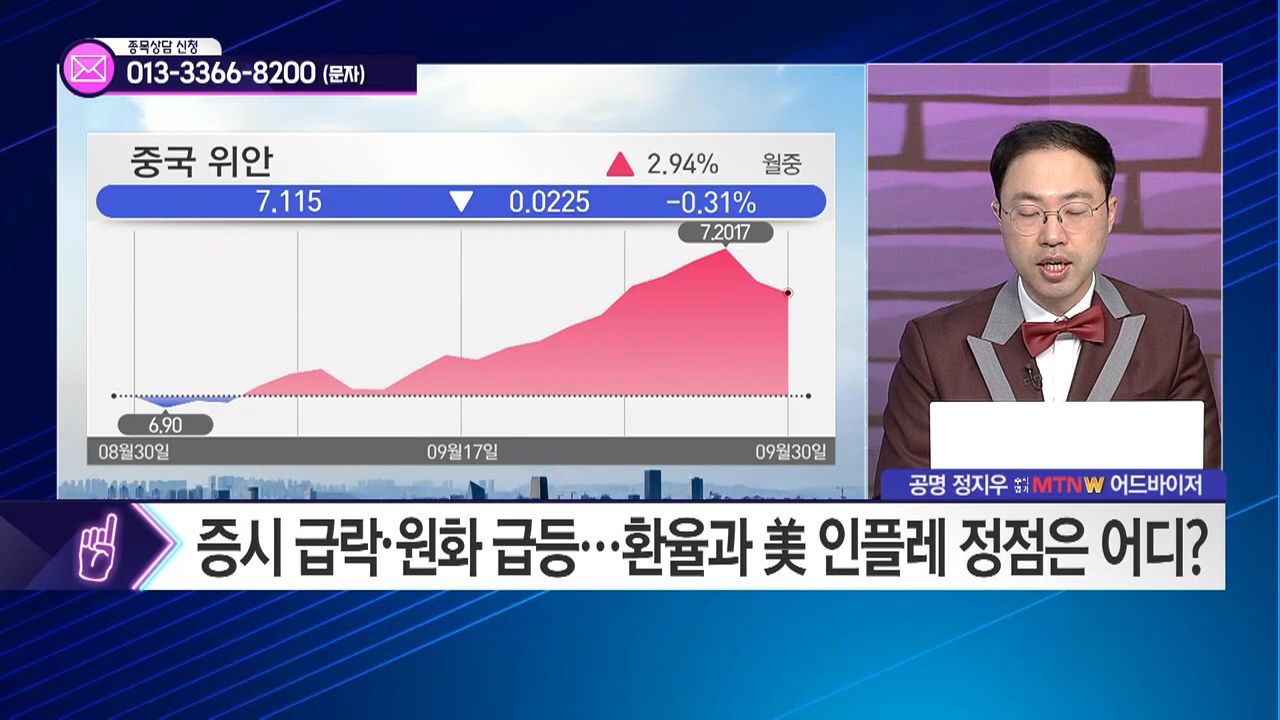 종목상담 신청
013-3366-8200 (문자)
중국 위안
▲ 2.94% 월중
7.115 ▼ 0.0225 -0.31%
7.2017
6.90
08월30일 09월17일 09월30일
공명 정지우 주식경기 MTNW 어드바이저
증시 급락·원화 급등…환율과 美 인플레 정점은 어디?